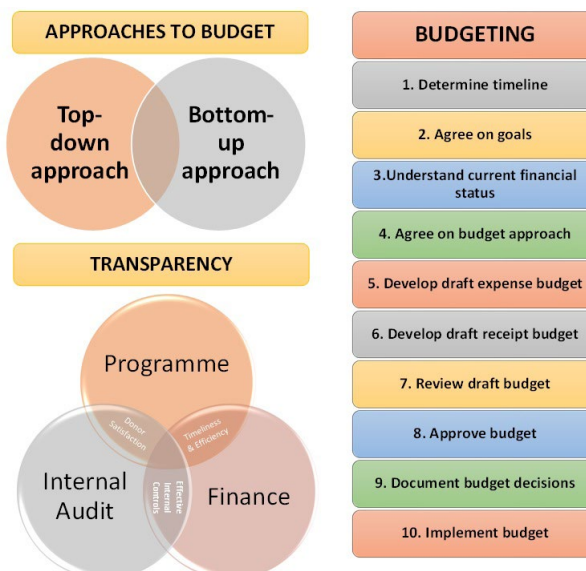 APPROACHES TO BUDGET
Top-
down
approach
Bottom-
up
approach
TRANSPARENCY
Programme
Donor
Satisfaction
Timeliness
& Efficiency
Internal
Audit
Effective
Internal
Controls
Finance
BUDGETING
1. Determine timeline
2. Agree on goals
3.Understand current financial
status
4. Agree on budget approach
5. Develop draft expense budget
6. Develop draft receipt budget
7. Review draft budget
8. Approve budget
9. Document budget decisions
10. Implement budget